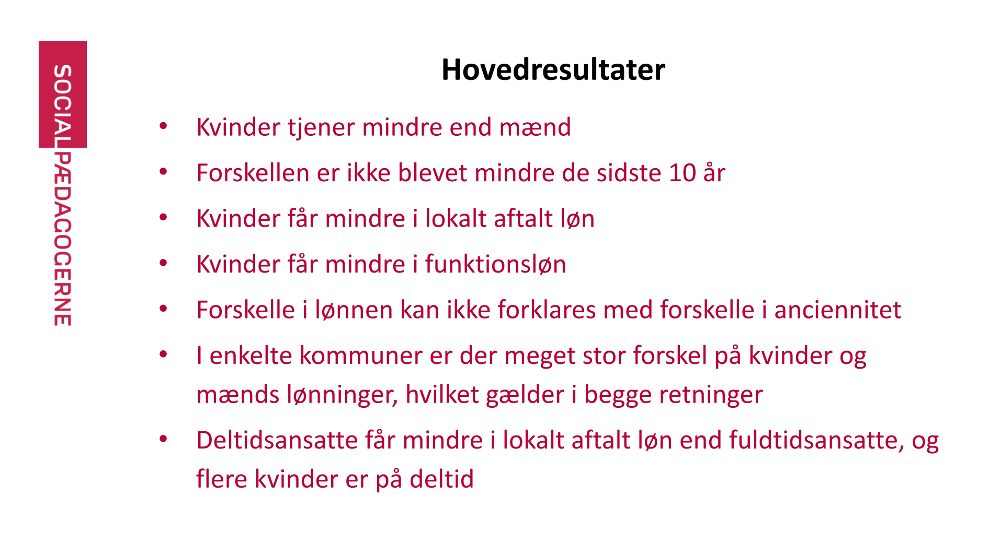 SOCIALPÆDAGOGERNE
Hovedresultater
• Kvinder tjener mindre end mænd
• Forskellen er ikke blevet mindre de sidste 10 år
• Kvinder får mindre i lokalt aftalt løn
• Kvinder får mindre i funktionsløn
• Forskelle i lønnen kan ikke forklares med forskelle i anciennitet
• I enkelte kommuner er der meget stor forskel på kvinder og
mænds lønninger, hvilket gælder i begge retninger
• Deltidsansatte får mindre i lokalt aftalt løn end fuldtidsansatte, og
flere kvinder er på deltid